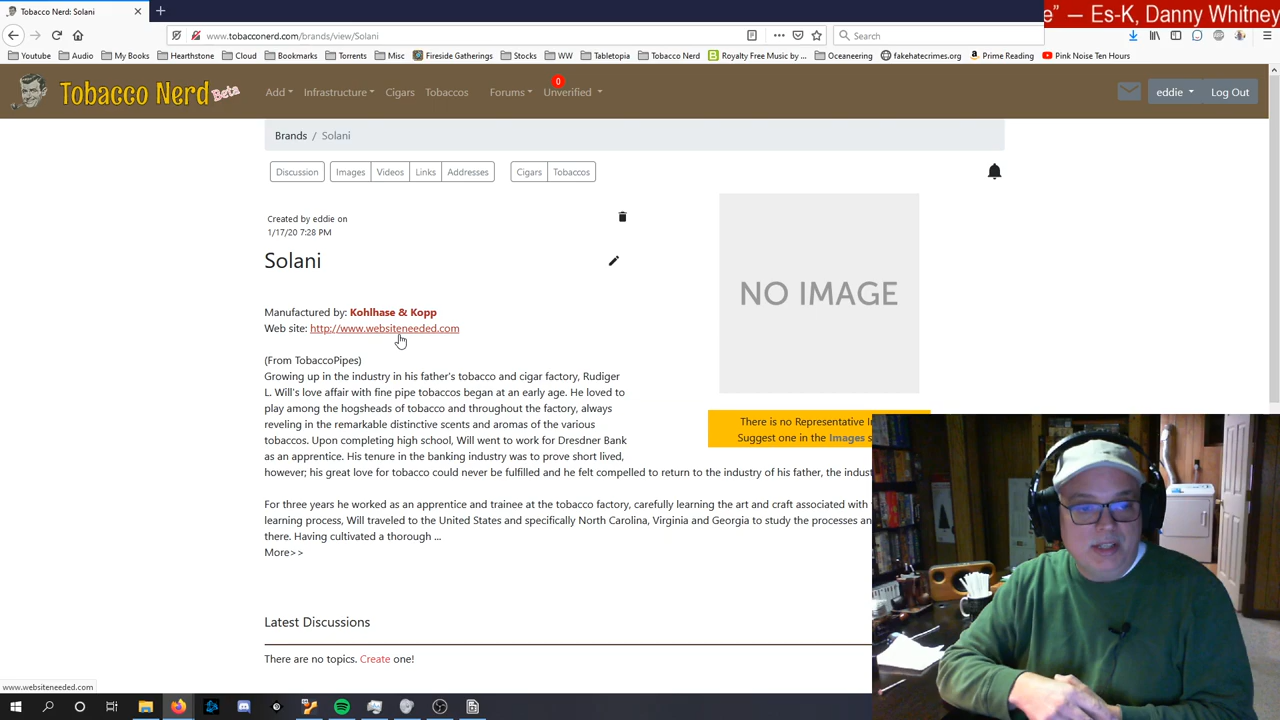 Tobacco Nerd: Solani
e” — Es-K, Danny Whitney
www.tobacconerd.com/brands/view/Solani
Search
Youtube Audio My Books Hearthstone Cloud Bookmarks Torrents Misc Fireside Gatherings Stocks WW Tabletopia Tobacco Nerd Royalty Free Music by ... Oceaneering fakehatecrimes.org Prime Reading Pink Noise Ten Hours
Tobacco Nerd Beta
Add Infrastructure Cigars Tobaccos Forums Unverified 0 eddie Log Out
Brands / Solani
Discussion Images Videos Links Addresses Cigars Tobaccos
Created by eddie on
1/17/20 7:28 PM
Solani
NO IMAGE
Manufactured by: Kohlhase & Kopp
Web site: http://www.websiteneeded.com
(From TobaccoPipes)
Growing up in the industry in his father's tobacco and cigar factory, Rudiger
L. Will's love affair with fine pipe tobaccos began at an early age. He loved to
play among the hogsheads of tobacco and throughout the factory, always
reveling in the remarkable distinctive scents and aromas of the various
tobaccos. Upon completing high school, Will went to work for Dresdner Bank
as an apprentice. His tenure in the banking industry was to prove short lived,
however; his great love for tobacco could never be fulfilled and he felt compelled to return to the industry of his father, the indust
There is no Representative I
Suggest one in the Images s
For three years he worked as an apprentice and trainee at the tobacco factory, carefully learning the art and craft associated with
learning process, Will traveled to the United States and specifically North Carolina, Virginia and Georgia to study the processes an
there. Having cultivated a thorough ...
More>>
Latest Discussions
There are no topics. Create one!
www.websiteneeded.com